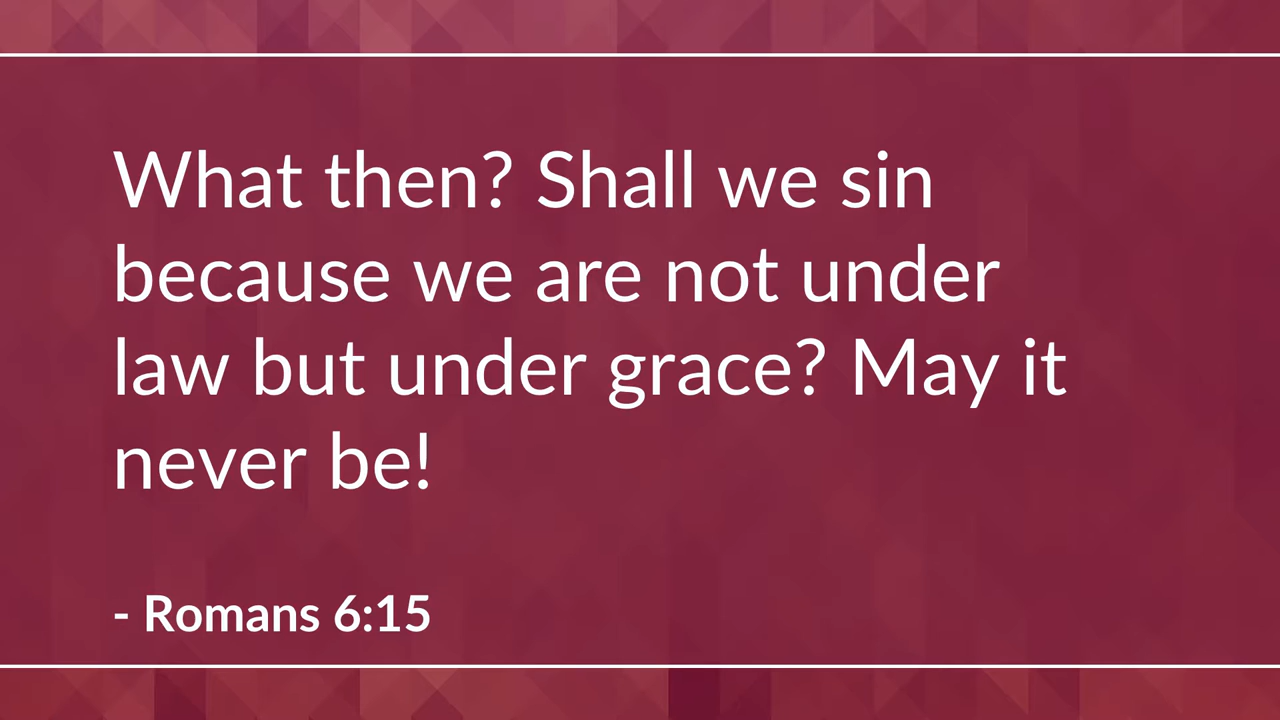 What then? Shall we sin
because we are not under
law but under grace? May it
never be!
- Romans 6:15